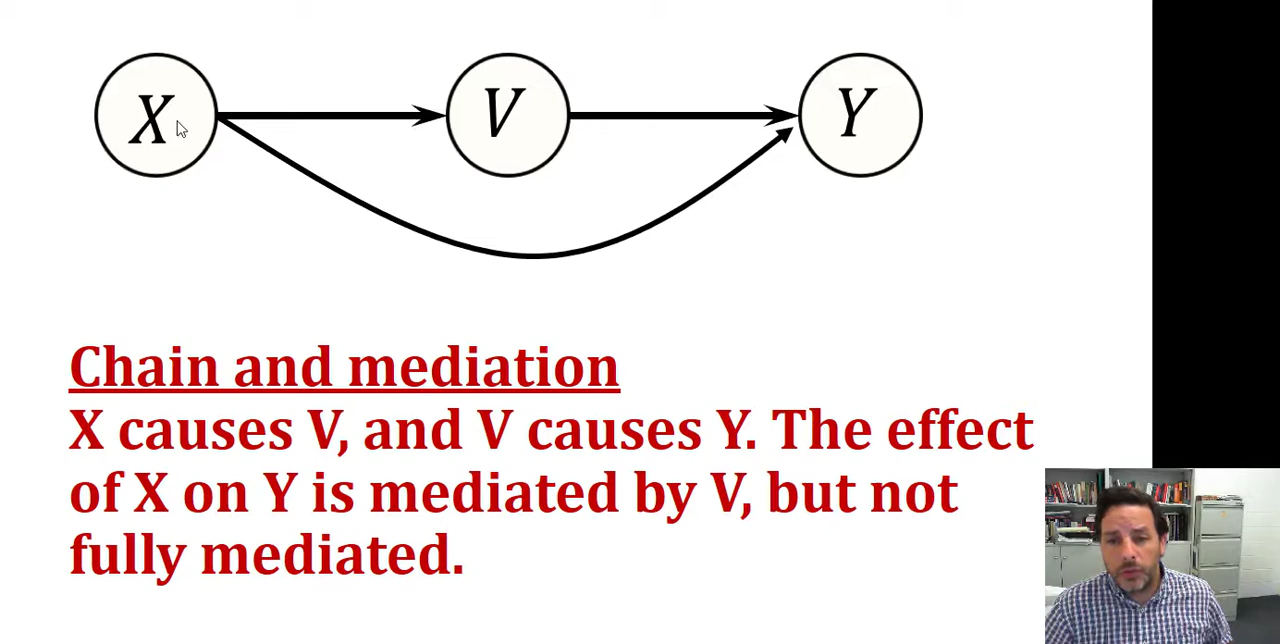 X V Y
Chain and mediation
X causes V, and V causes Y. The effect
of X on Y is mediated by V, but not
fully mediated.